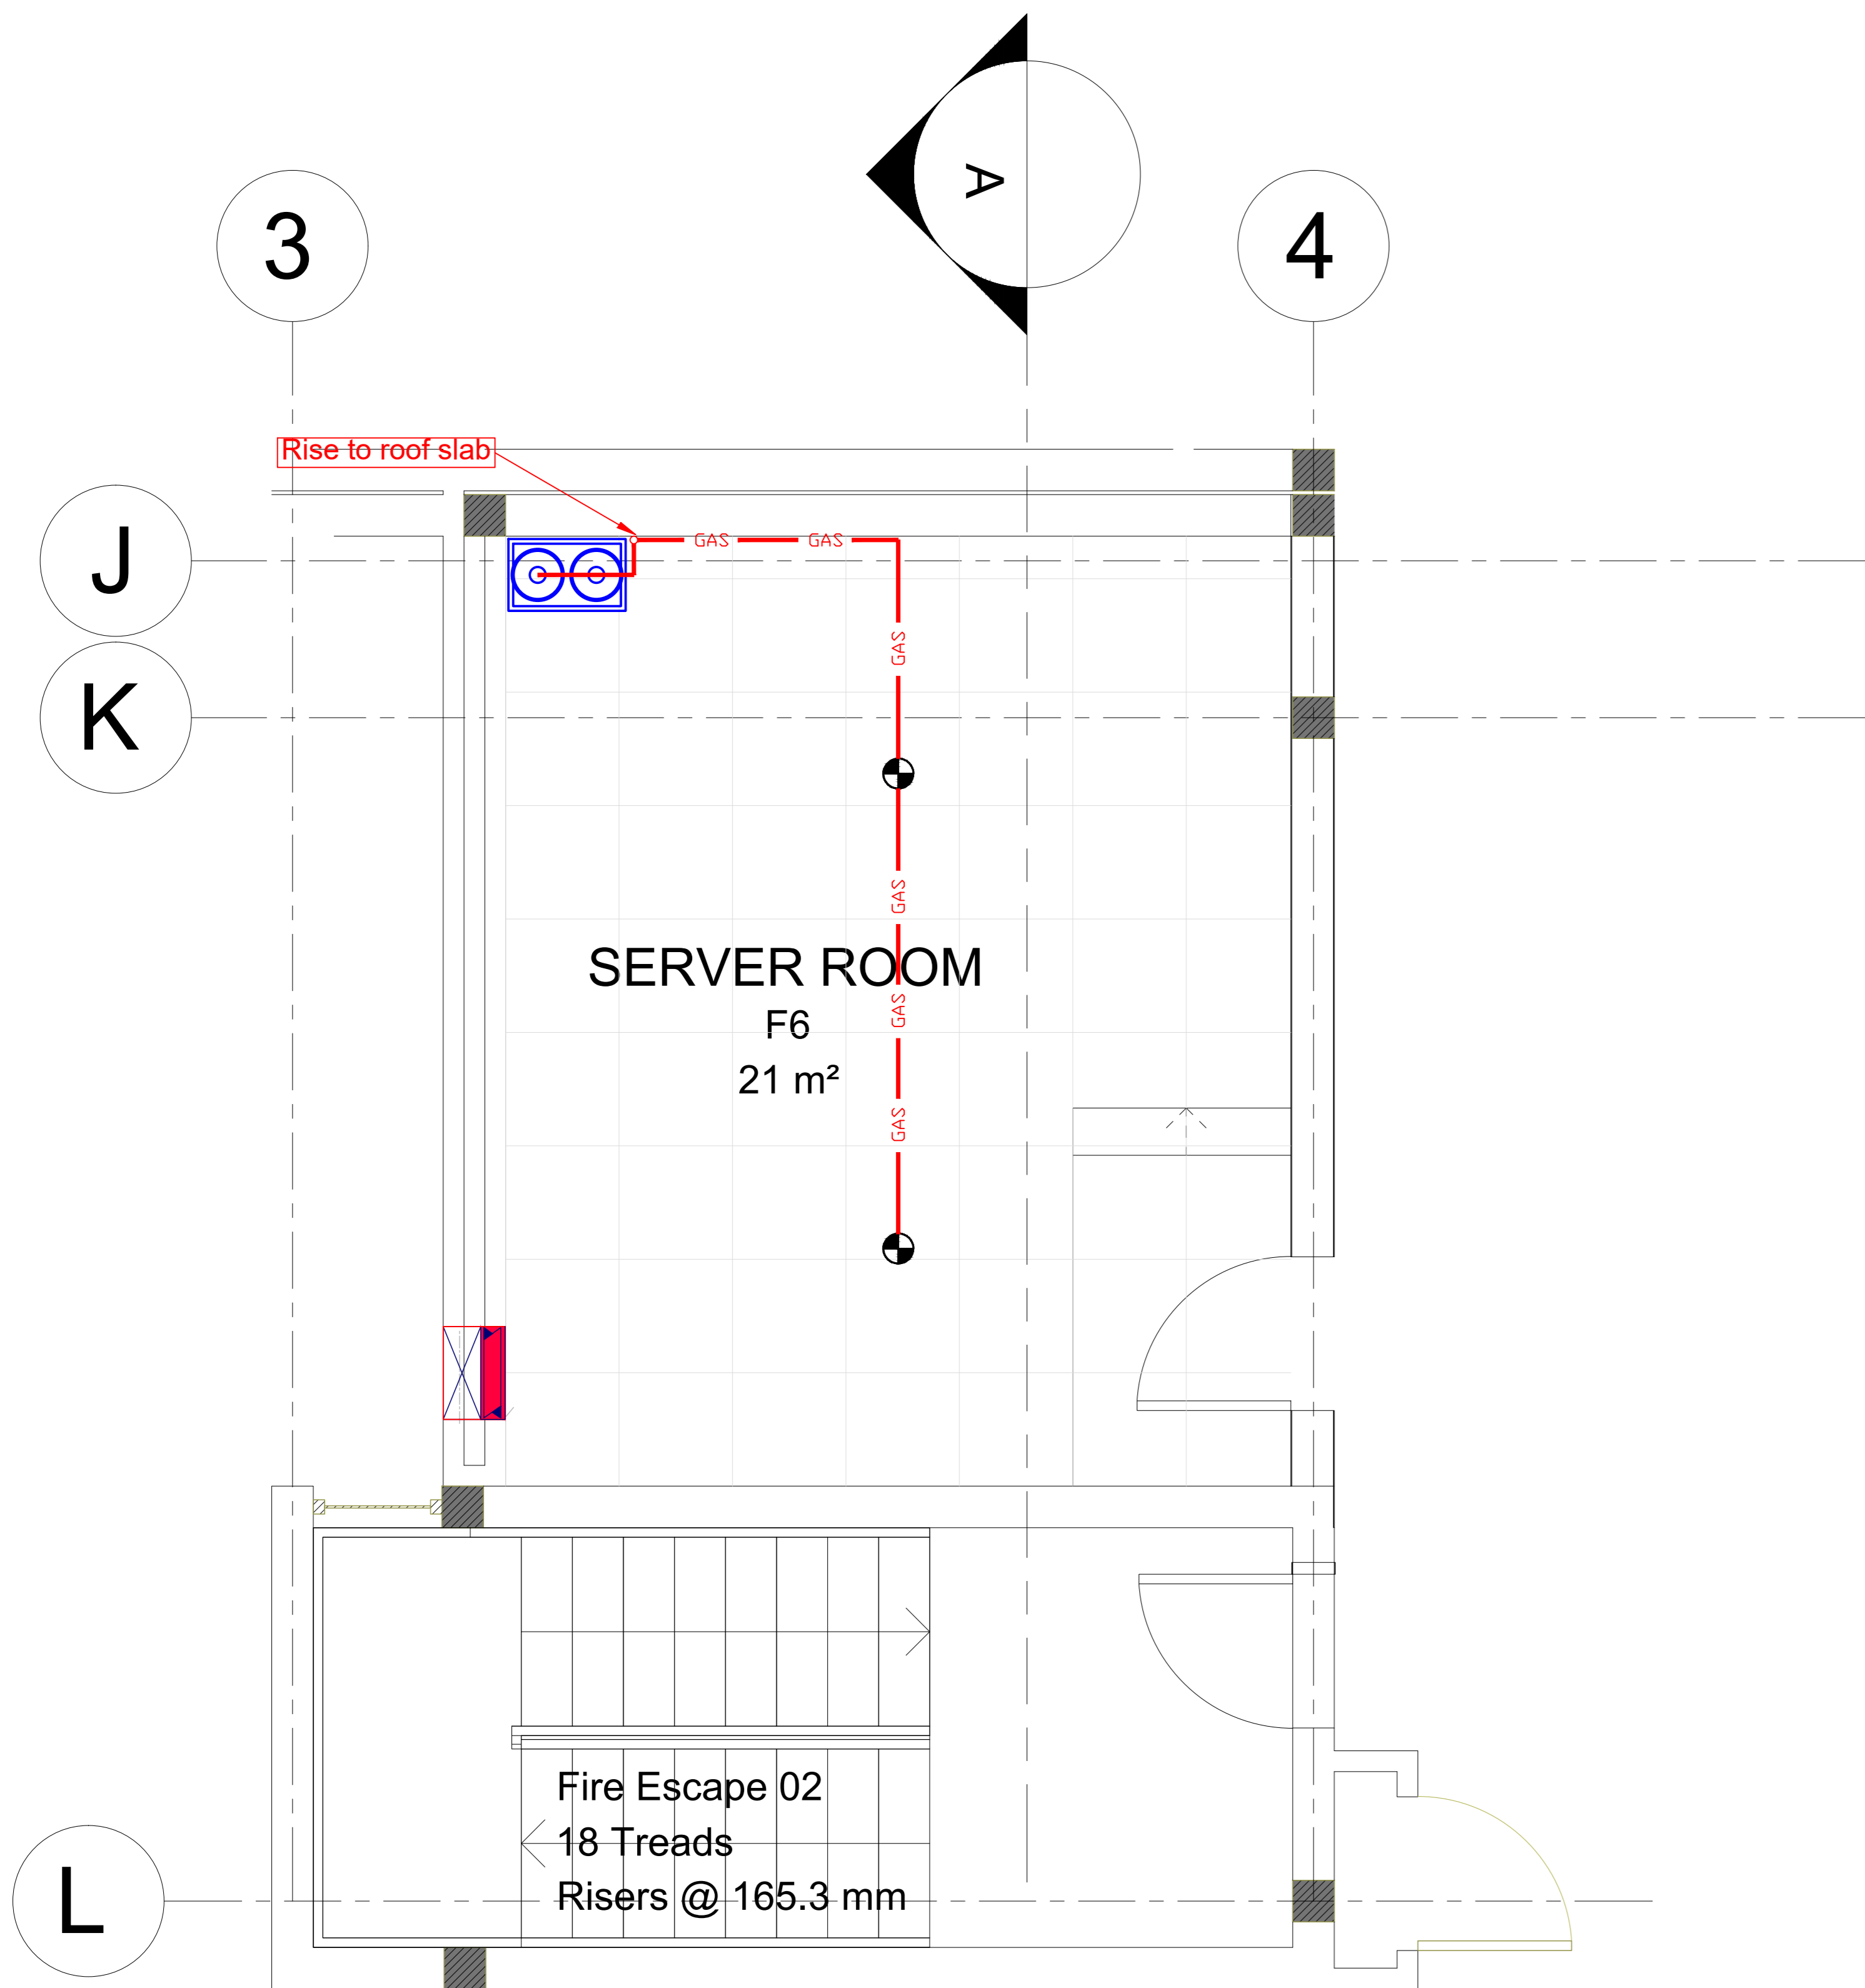 A
3
4
Rise to roof slab
J
GAS
GAS
GAS
K
GAS
SERVER ROOM
GAS
F6
21 m²
GAS
Fire Escape 02
18 Treads
Risers @ 165.3 mm
L